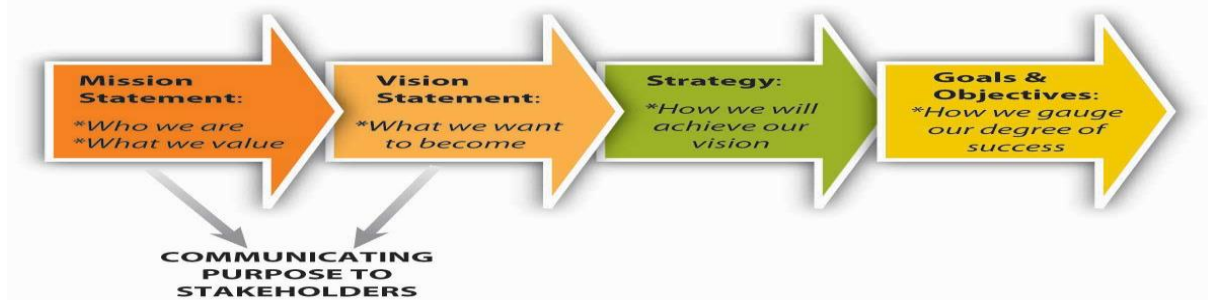 Mission
Statement:
*Who we are
*What we value
Vision
Statement:
*What we want
to become
Strategy:
*How we will
achieve our
vision
Goals &
Objectives:
*How we gauge
our degree of
success
COMMUNICATING
PURPOSE TO
STAKEHOLDERS